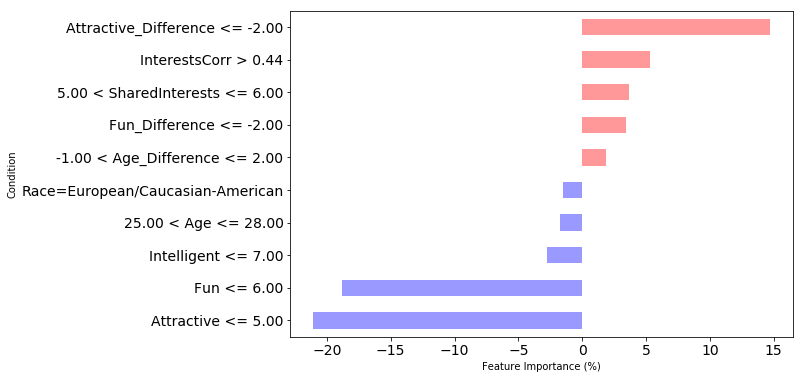 Attractive_Difference <= -2.00
InterestsCorr > 0.44
5.00 < SharedInterests <= 6.00
Fun_Difference <= -2.00
-1.00 < Age_Difference <= 2.00
Race=European/Caucasian-American
25.00 < Age <= 28.00
Intelligent <= 7.00
Fun <= 6.00
Attractive <= 5.00
Condition
−20 −15 −10 −5 0 5 10 15
Feature Importance (%)